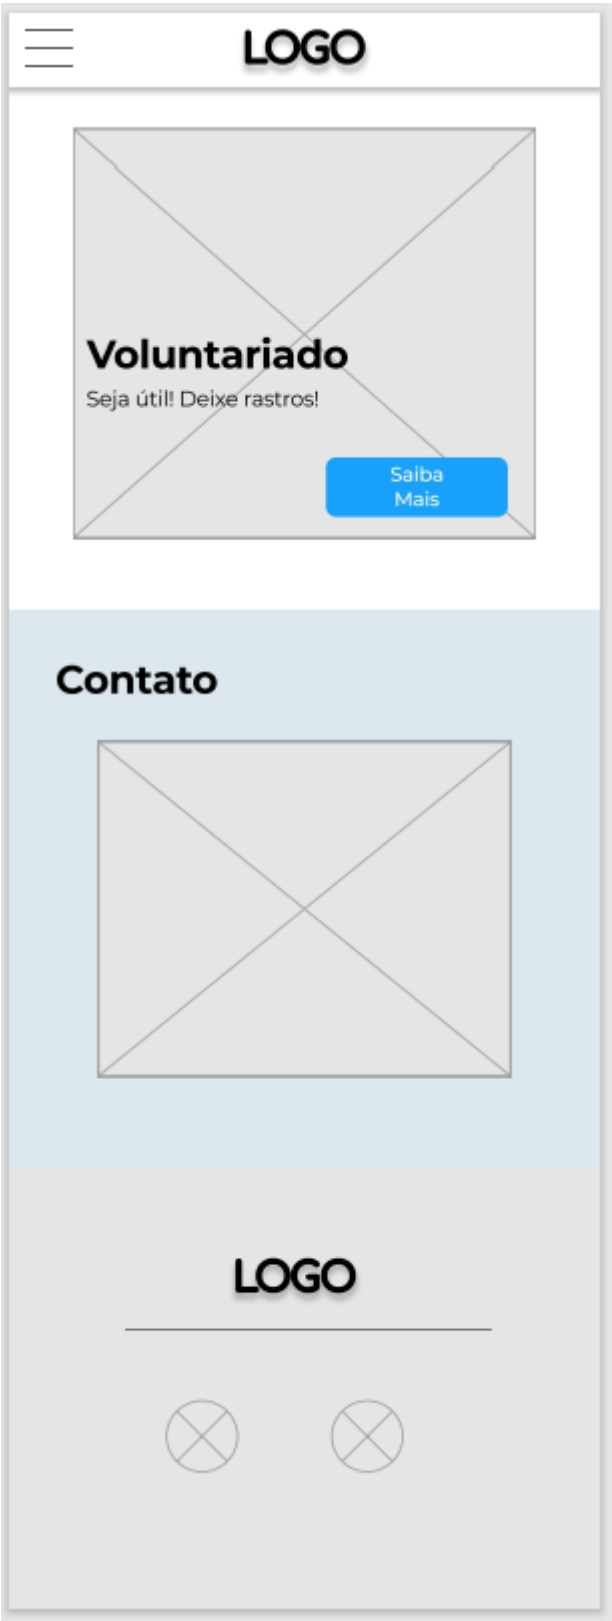 LOGO
Voluntariado
Seja útil! Deixe rastros!
Saiba
Mais
Contato
LOGO